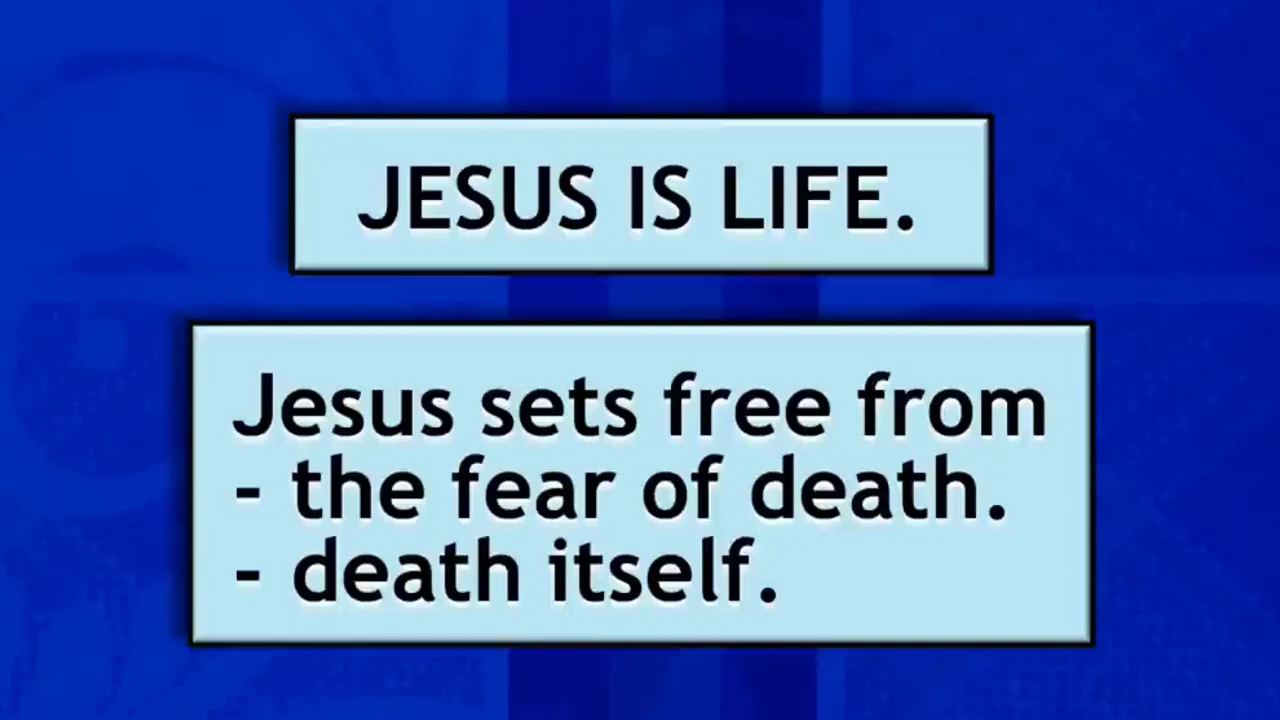 JESUS IS LIFE.
Jesus sets free from
- the fear of death.
- death itself.